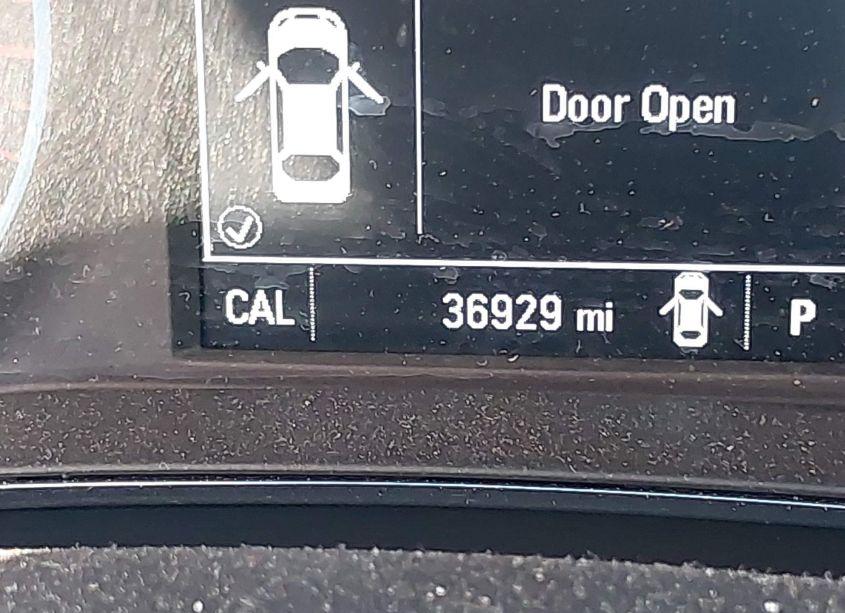 Door Open
CAL 36929 mi P